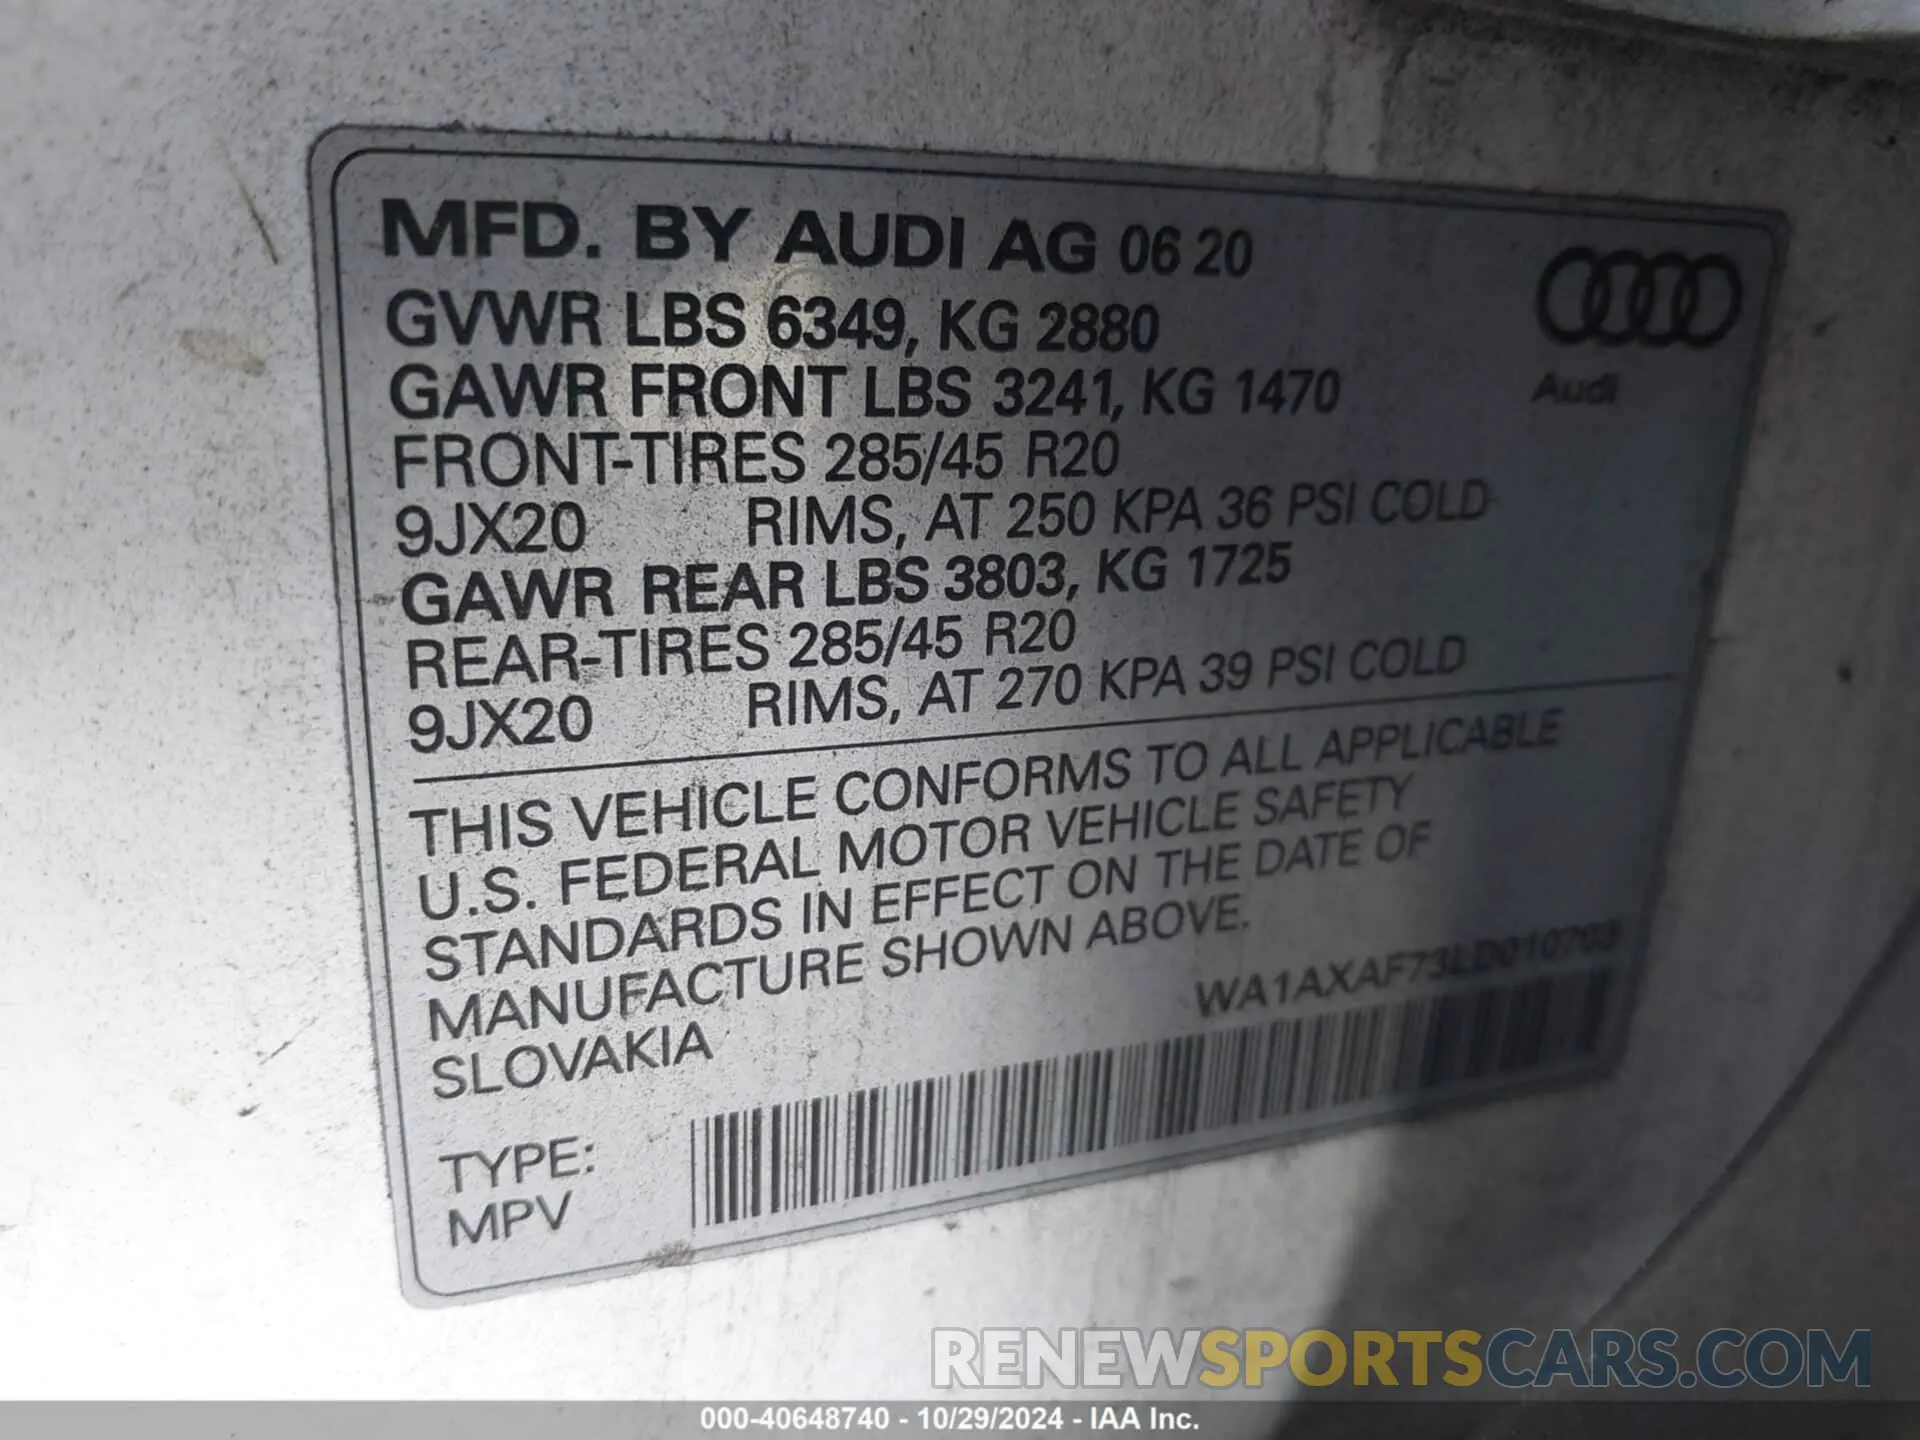 MFD. BY AUDI AG 06 20
GVWR LBS 6349, KG 2880
GAWR FRONT LBS 3241, KG 1470
FRONT-TIRES 285/45 R20
9JX20 RIMS, AT 250 KPA 36 PSI COLD
GAWR REAR LBS 3803, KG 1725
REAR-TIRES 285/45 R20
9JX20 RIMS, AT 270 KPA 39 PSI COLD
Audi
THIS VEHICLE CONFORMS TO ALL APPLICABLE
U.S. FEDERAL MOTOR VEHICLE SAFETY
STANDARDS IN EFFECT ON THE DATE OF
MANUFACTURE SHOWN ABOVE.
SLOVAKIA
WA1AXAF73LD010703
TYPE:
MPV
RENEWSPORTSCARS.COM
000-40648740 - 10/29/2024 - IAA Inc.